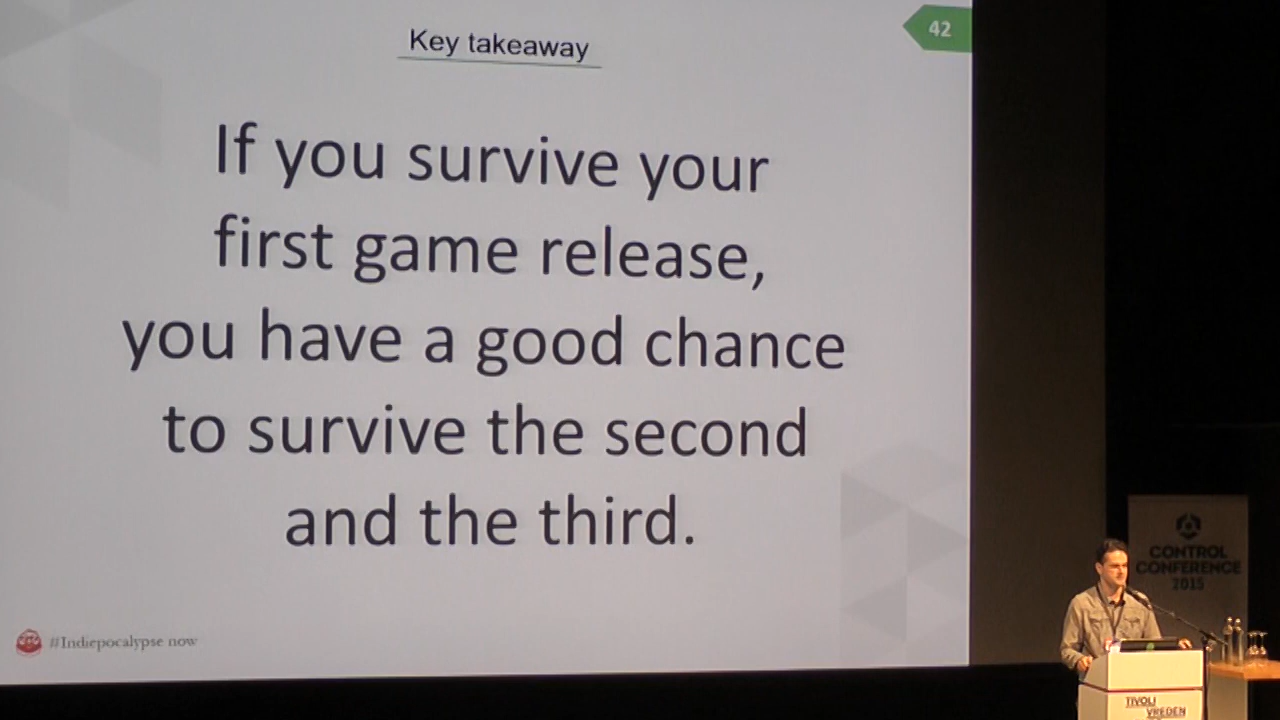 Key takeaway
42
If you survive your
first game release,
you have a good chance
to survive the second
and the third.
#Indiepocalypse now
CONTROL
CONFERENCE
2015
TIVOLI
VREDEN